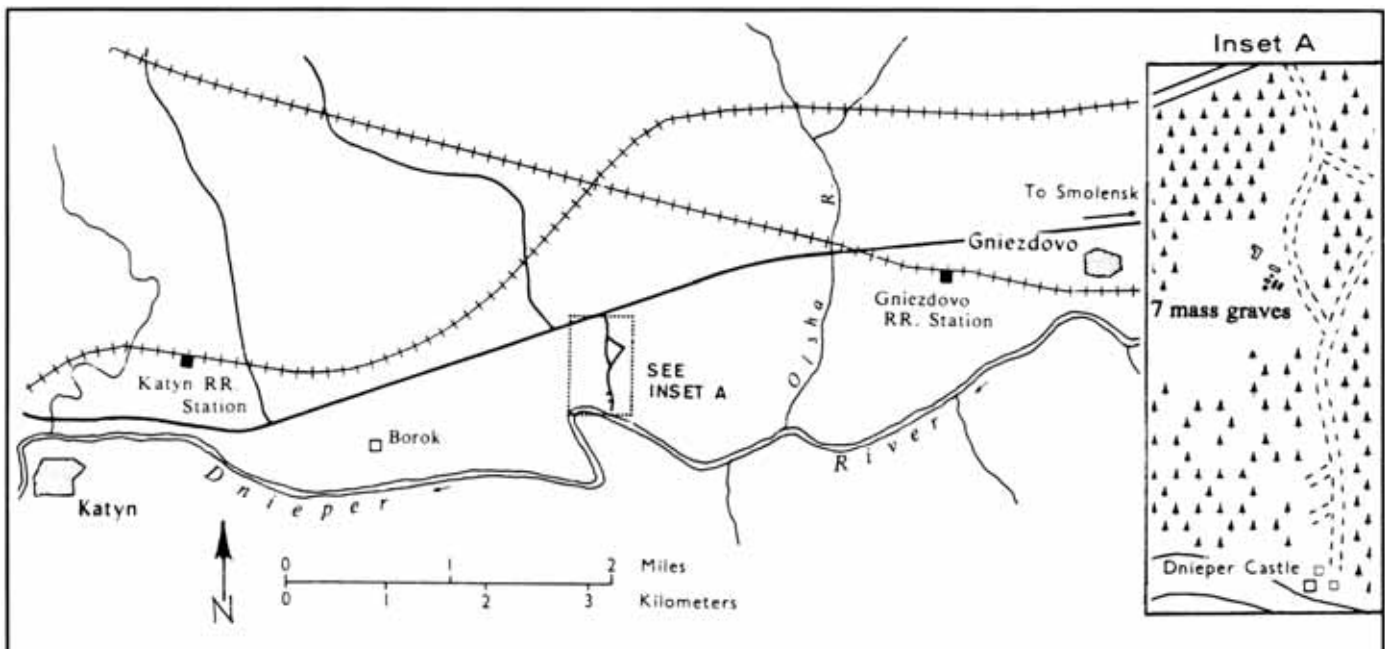 Inset A
To Smolensk
Gniezdovo
Gniezdovo
RR. Station
Olsha R.
7 mass graves
SEE
INSET A
Katyn RR.
Station
Borok
Dnieper River
Katyn
Dnieper Castle
0 1 2 Miles
0 1 2 3 Kilometers
N